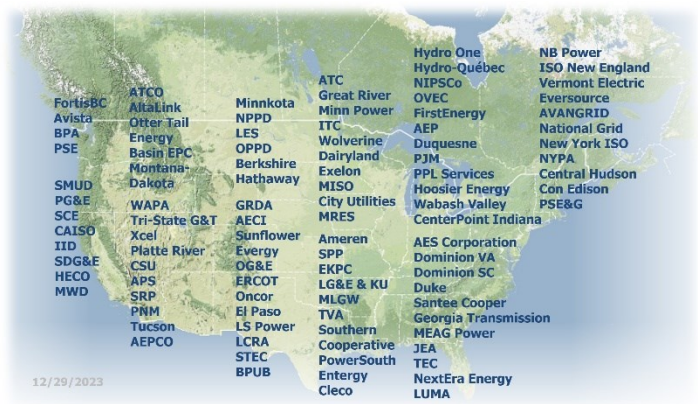 FortisBC
Avista
BPA
PSE
SMUD
PG&E
SCE
CAISO
IID
SDG&E
HECO
MWD
ATCO
AltaLink
Otter Tail
Energy
Basin EPC
Montana-
Dakota
WAPA
Tri-State G&T
Xcel
Platte River
CSU
APS
SRP
PNM
Tucson
AEPCO
Minnkota
NPPD
LES
OPPD
Berkshire
Hathaway
GRDA
AECI
Sunflower
Evergy
OG&E
ERCOT
Oncor
El Paso
LS Power
LCRA
STEC
BPUB
ATC
Great River
Minn Power
ITC
Wolverine
Dairyland
Exelon
MISO
City Utilities
MRES
Ameren
SPP
EKPC
LG&E & KU
MLGW
TVA
Southern
Cooperative
PowerSouth
Entergy
Cleco
Hydro One
Hydro-Québec
NIPSCo
OVEC
FirstEnergy
AEP
Duquesne
PJM
PPL Services
Hoosier Energy
Wabash Valley
CenterPoint Indiana
AES Corporation
Dominion VA
Dominion SC
Duke
Santee Cooper
Georgia Transmission
MEAG Power
JEA
TEC
NextEra Energy
LUMA
NB Power
ISO New England
Vermont Electric
Eversource
AVANGRID
National Grid
New York ISO
NYPA
Central Hudson
Con Edison
PSE&G
12/29/2023